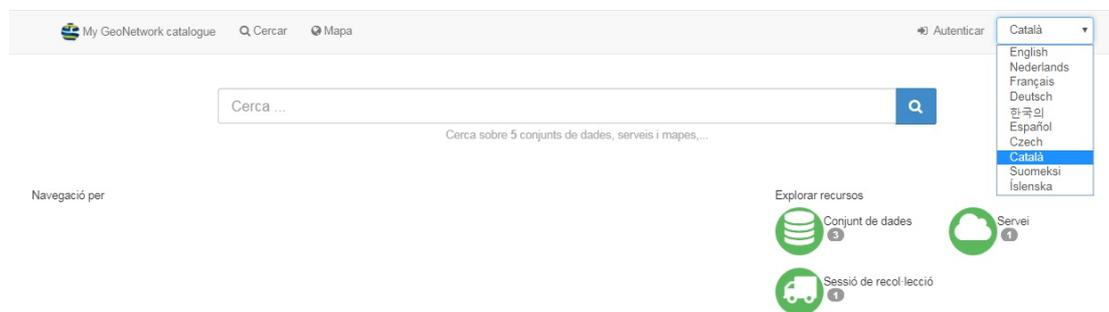 My GeoNetwork catalogue Cercar Mapa Autenticar Català
English
Nederlands
Français
Deutsch
한국의
Español
Czech
Català
Suomeksi
Íslenska
Cerca ...
Cerca sobre 5 conjunts de dades, serveis i mapes,...
Navegació per
Explorar recursos
Conjunt de dades
3
Servei
1
Sessió de recol·lecció
1